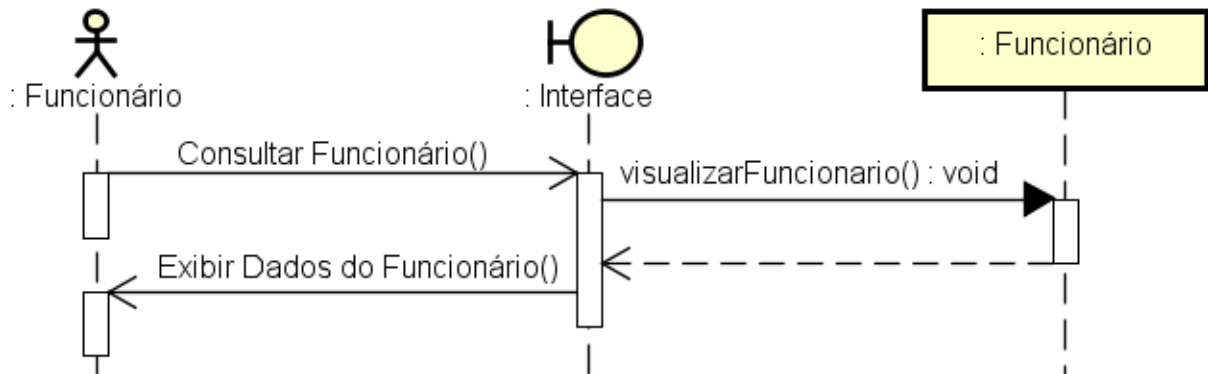 : Funcionário
: Interface
: Funcionário
Consultar Funcionário()
visualizarFuncionario() : void
Exibir Dados do Funcionário()